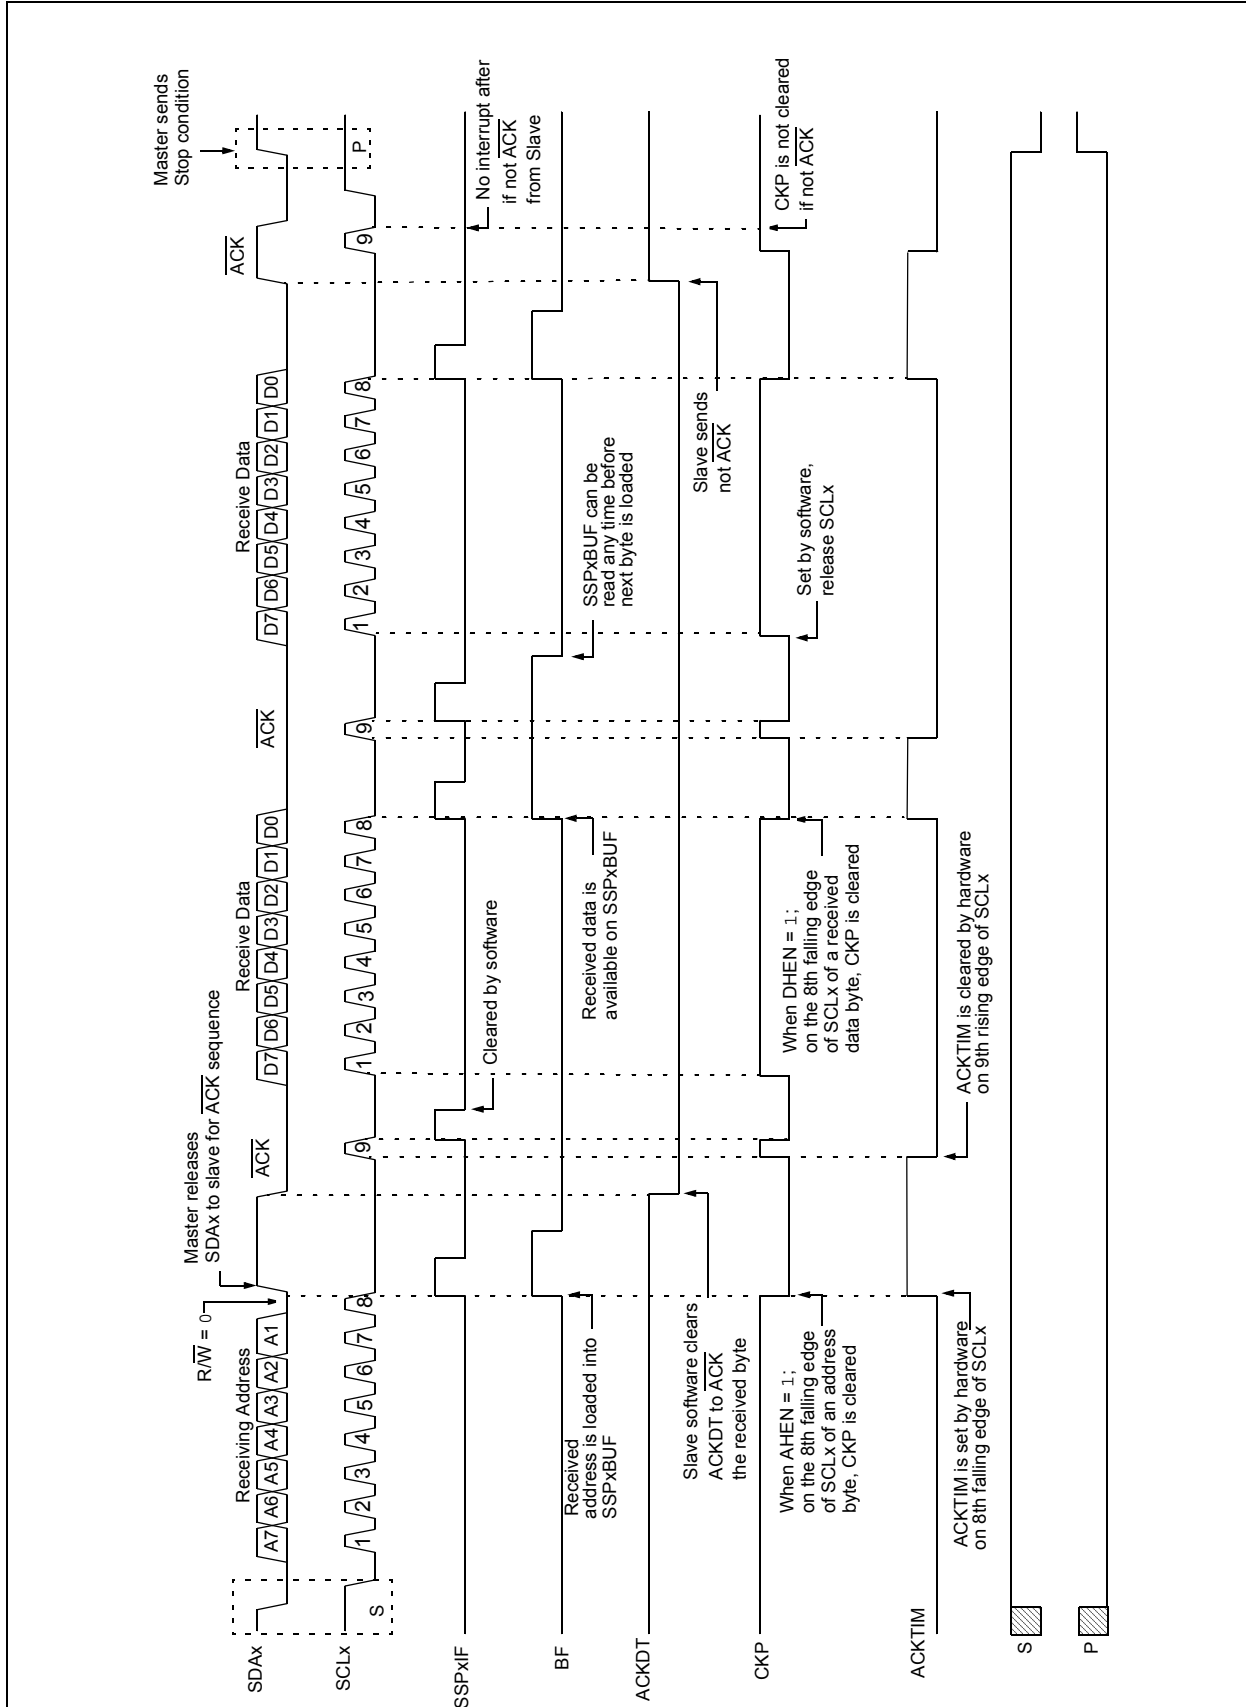 Master sends
Stop condition
Master releases
SDAx to slave for ACK sequence
R/W = 0
Receiving Address
ACK
Receive Data
ACK
Receive Data
ACK
SDAx
A7 A6 A5 A4 A3 A2 A1
D7 D6 D5 D4 D3 D2 D1 D0
D7 D6 D5 D4 D3 D2 D1 D0
SCLx
S
1 2 3 4 5 6 7 8 9
1 2 3 4 5 6 7 8 9
1 2 3 4 5 6 7 8 9
P
SSPxIF
Cleared by software
No interrupt after
if not ACK
from Slave
BF
Received
address is loaded into
SSPxBUF
Received data is
available on SSPxBUF
SSPxBUF can be
read any time before
next byte is loaded
ACKDT
Slave software clears
ACKDT to ACK
the received byte
Slave sends
not ACK
CKP
When AHEN = 1;
on the 8th falling edge
of SCLx of an address
byte, CKP is cleared
When DHEN = 1;
on the 8th falling edge
of SCLx of a received
data byte, CKP is cleared
Set by software,
release SCLx
CKP is not cleared
if not ACK
ACKTIM
ACKTIM is set by hardware
on 8th falling edge of SCLx
ACKTIM is cleared by hardware
on 9th rising edge of SCLx
S
P